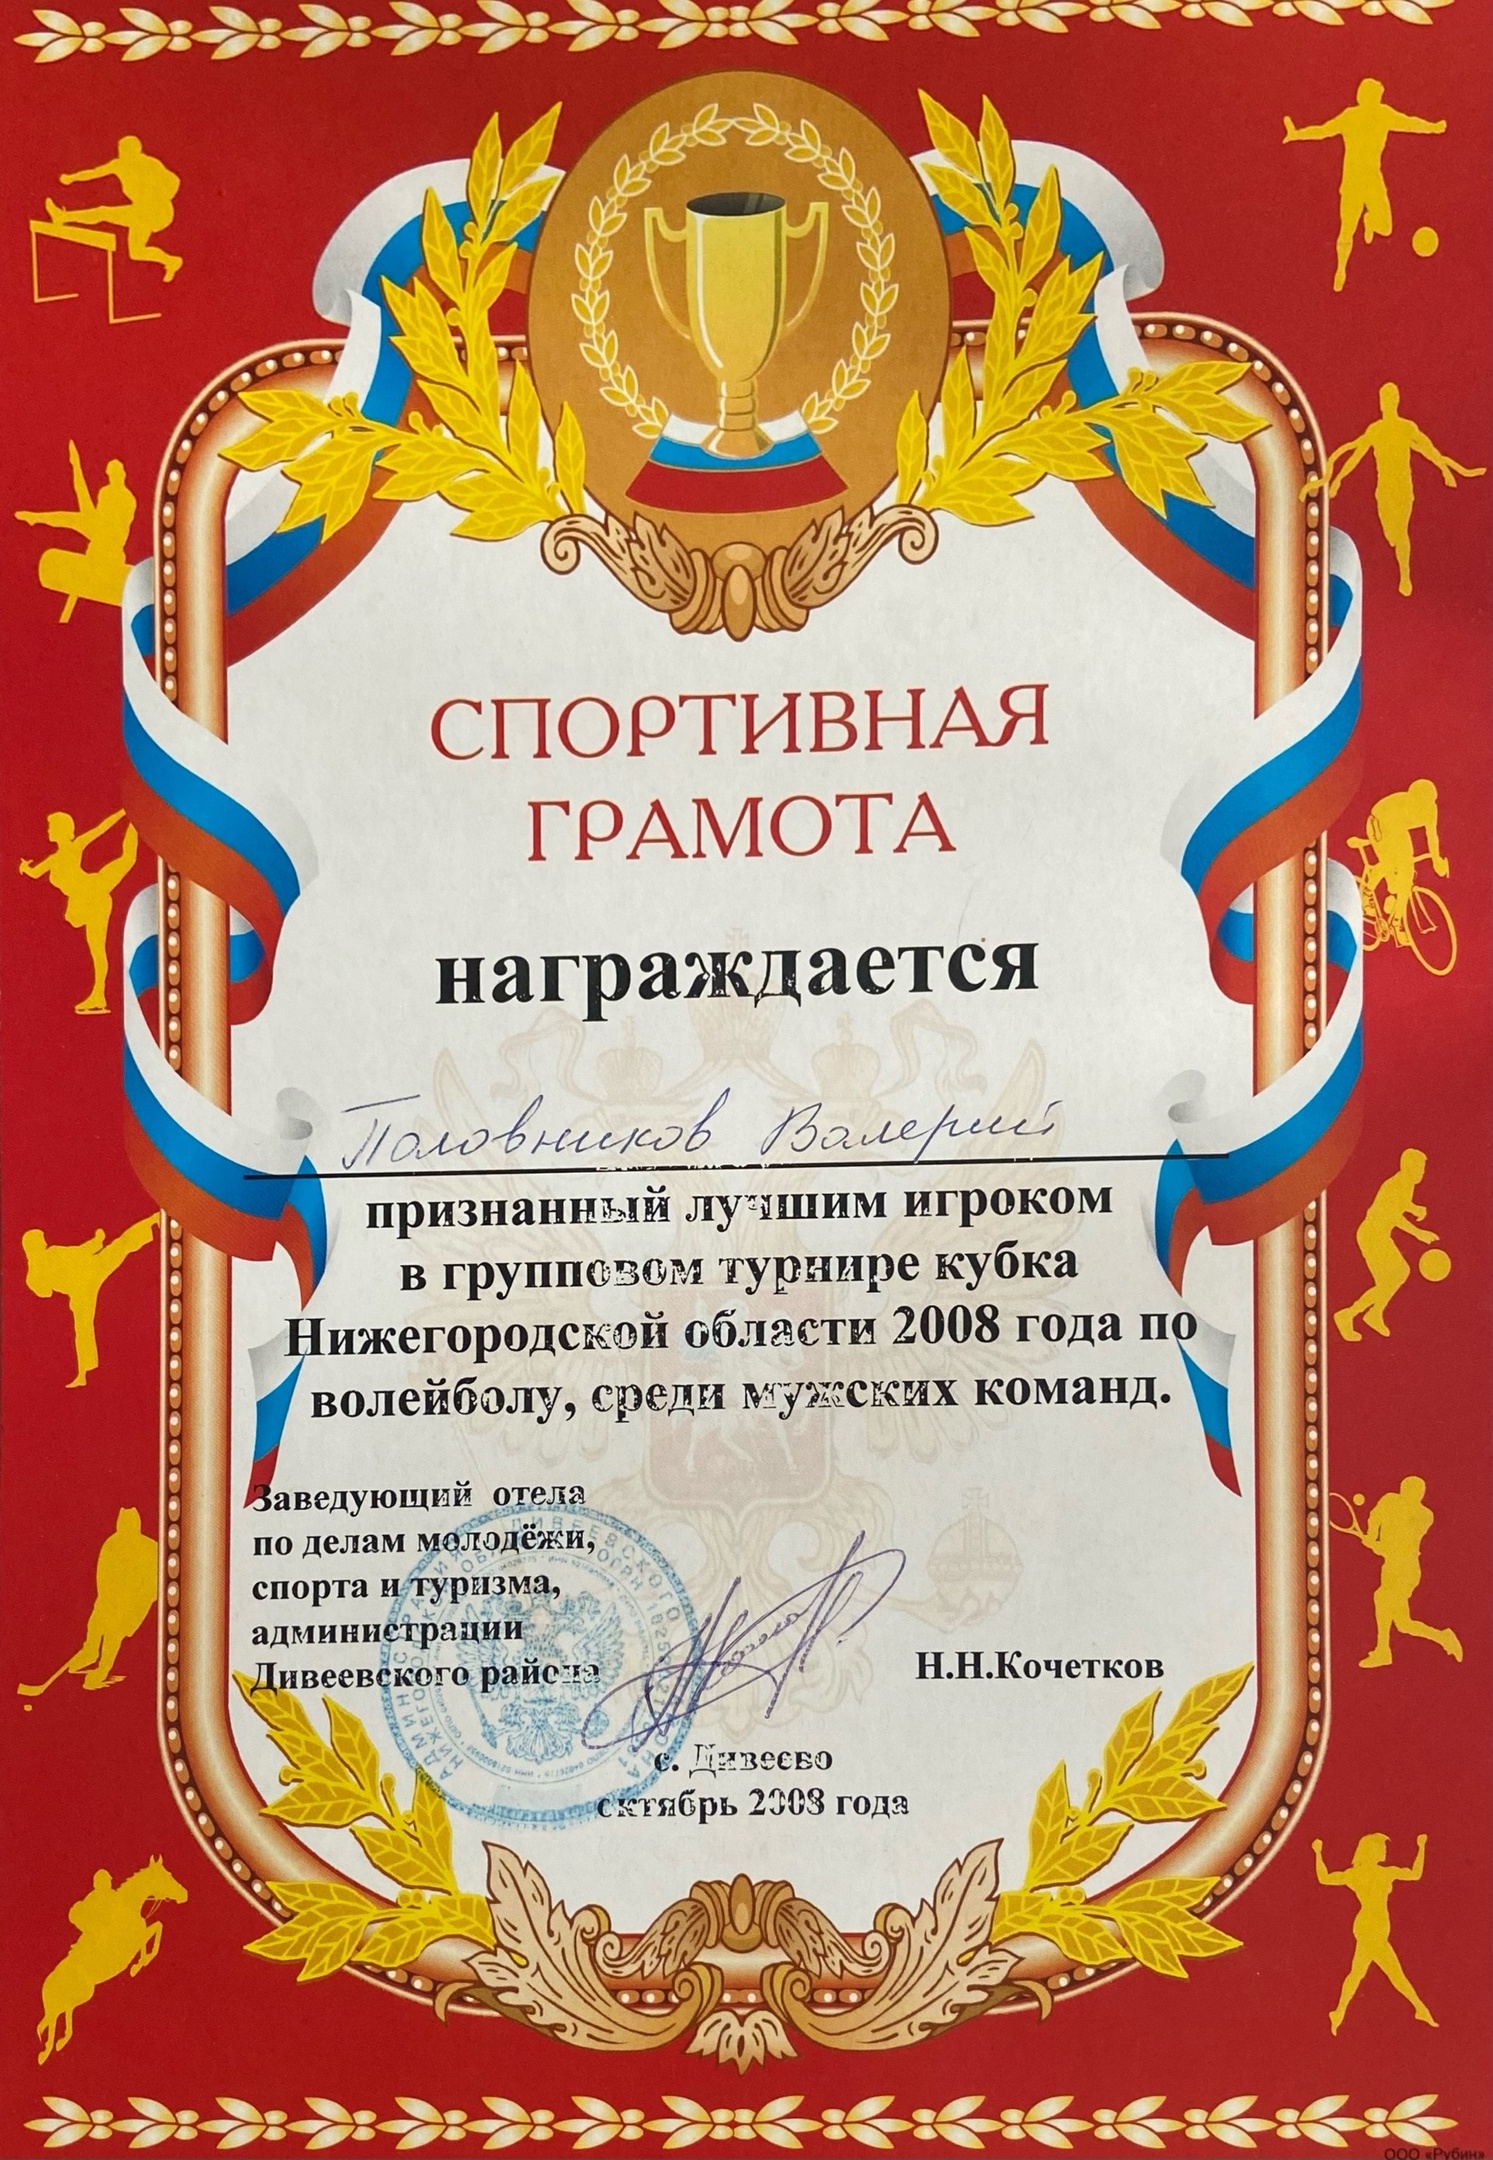 СПОРТИВНАЯ
ГРАМОТА
награждается
Половников Валерий
признанный лучшим игроком
в групповом турнире кубка
Нижегородской области 2008 года по
волейболу, среди мужских команд.
Заведующий отела
по делам молодёжи,
спорта и туризма,
администрации
Дивеевского района
Н.Н.Кочетков
с. Дивеево
октябрь 2008 года
ООО «Рубин»